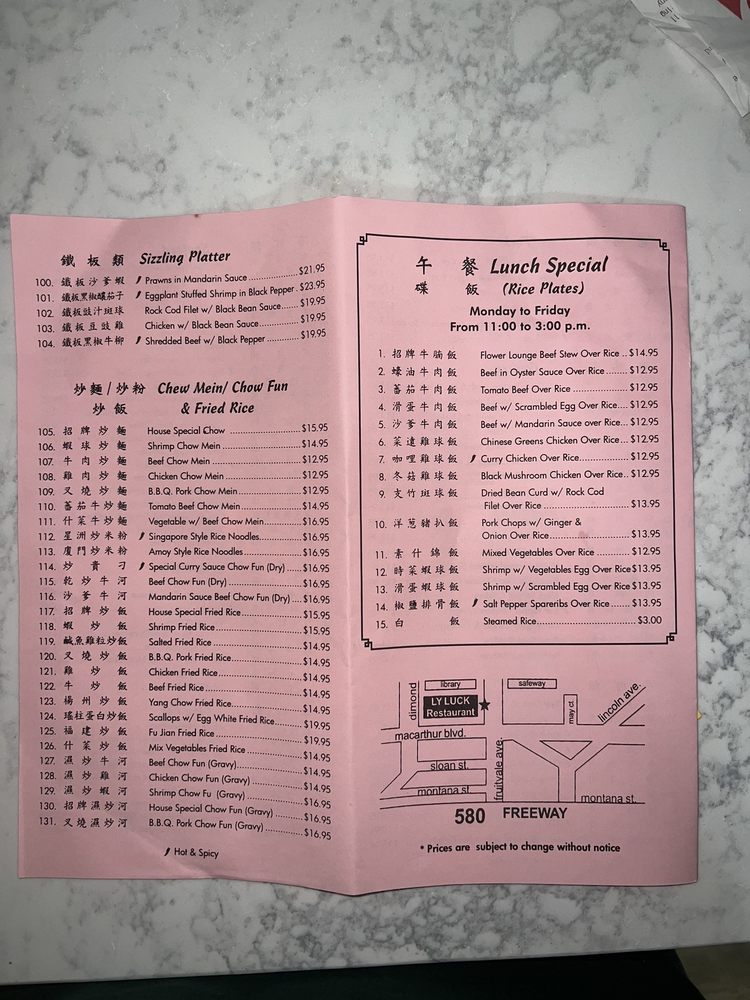 鐵 板 類 Sizzling Platter
100. 鐵板沙爹蝦 Prawns in Mandarin Sauce $21.95
101. 鐵板黑椒釀茄子 Eggplant Stuffed Shrimp in Black Pepper $23.95
102. 鐵板豉汁斑球 Rock Cod Filet w/ Black Bean Sauce $19.95
103. 鐵板豆豉雞 Chicken w/ Black Bean Sauce $19.95
104. 鐵板黑椒牛柳 Shredded Beef w/ Black Pepper $19.95
炒麵/炒粉 Chew Mein/ Chow Fun
炒 飯 & Fried Rice
105. 招牌炒麵 House Special Chow $15.95
106. 蝦球炒麵 Shrimp Chow Mein $14.95
107. 牛肉炒麵 Beef Chow Mein $12.95
108. 雞肉炒麵 Chicken Chow Mein $12.95
109. 叉燒炒麵 B.B.Q. Pork Chow Mein $12.95
110. 蕃茄牛炒麵 Tomato Beef Chow Mein $14.95
111. 什菜牛炒麵 Vegetable w/ Beef Chow Mein $16.95
112. 星洲炒米粉 Singapore Style Rice Noodles $16.95
113. 廈門炒米粉 Amoy Style Rice Noodles $16.95
114. 炒貴刁 Special Curry Sauce Chow Fun (Dry) $16.95
115. 乾炒牛河 Beef Chow Fun (Dry) $16.95
116. 沙爹牛河 Mandarin Sauce Beef Chow Fun (Dry) $16.95
117. 招牌炒飯 House Special Fried Rice $15.95
118. 蝦炒飯 Shrimp Fried Rice $15.95
119. 鹹魚雞粒炒飯 Salted Fried Rice $14.95
120. 叉燒炒飯 B.B.Q. Pork Fried Rice $14.95
121. 雞炒飯 Chicken Fried Rice $14.95
122. 牛炒飯 Beef Fried Rice $14.95
123. 楊州炒飯 Yang Chow Fried Rice $14.95
124. 瑤柱蛋白炒飯 Scallops w/ Egg White Fried Rice $19.95
125. 福建炒飯 Fu Jian Fried Rice $19.95
126. 什菜炒飯 Mix Vegetables Fried Rice $14.95
127. 濕炒牛河 Beef Chow Fun (Gravy) $14.95
128. 濕炒雞河 Chicken Chow Fun (Gravy) $14.95
129. 濕炒蝦河 Shrimp Chow Fu (Gravy) $16.95
130. 招牌濕炒河 House Special Chow Fun (Gravy) $16.95
131. 叉燒濕炒河 B.B.Q. Pork Chow Fun (Gravy) $16.95
Hot & Spicy
午 餐 Lunch Special
碟 飯 (Rice Plates)
Monday to Friday
From 11:00 to 3:00 p.m.
1. 招牌牛腩飯 Flower Lounge Beef Stew Over Rice $14.95
2. 蠔油牛肉飯 Beef in Oyster Sauce Over Rice $12.95
3. 蕃茄牛肉飯 Tomato Beef Over Rice $12.95
4. 滑蛋牛肉飯 Beef w/ Scrambled Egg Over Rice $12.95
5. 沙爹牛肉飯 Beef w/ Mandarin Sauce over Rice $12.95
6. 菜遠雞球飯 Chinese Greens Chicken Over Rice $12.95
7. 咖哩雞球飯 Curry Chicken Over Rice $12.95
8. 冬菇雞球飯 Black Mushroom Chicken Over Rice $12.95
9. 支竹斑球飯 Dried Bean Curd w/ Rock Cod
Filet Over Rice $13.95
10. 洋葱豬扒飯 Pork Chops w/ Ginger &
Onion Over Rice $13.95
11. 素什錦飯 Mixed Vegetables Over Rice $12.95
12. 時菜蝦球飯 Shrimp w/ Vegetables Egg Over Rice $13.95
13. 滑蛋蝦球飯 Shrimp w/ Scrambled Egg Over Rice $13.95
14. 椒鹽排骨飯 Salt Pepper Spareribs Over Rice $13.95
15. 白飯 Steamed Rice $3.00
library
safeway
dimond
LY LUCK
Restaurant
may ct
lincoln ave.
macarthur blvd.
sloan st.
fruitvale ave.
montana st.
montana st.
580 FREEWAY
* Prices are subject to change without notice